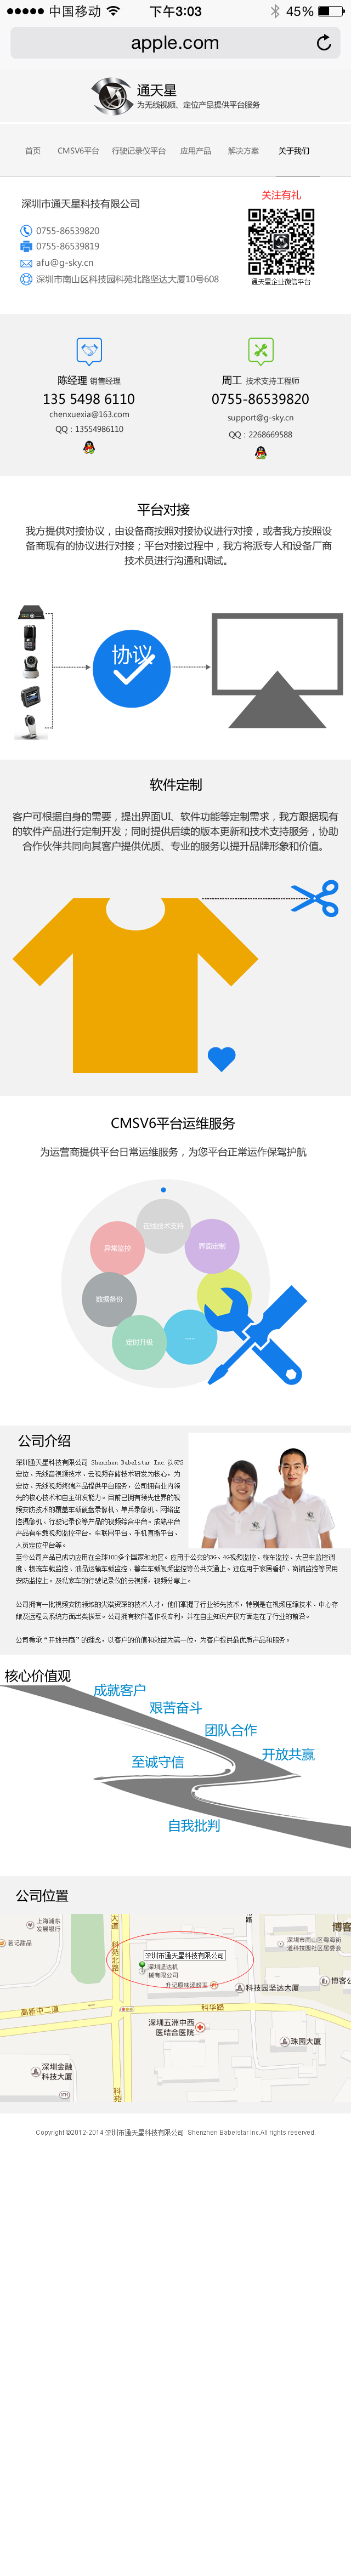 中国移动 下午3:03 45%
apple.com
通天星
为无线视频、定位产品提供平台服务
首页 CMSV6平台 行驶记录仪平台 应用产品 解决方案 关于我们
关注有礼
深圳市通天星科技有限公司
0755-86539820
0755-86539819
afu@g-sky.cn
深圳市南山区科技园科苑北路坚达大厦10号608
通天星企业微信平台
陈经理 销售经理
135 5498 6110
chenxuexia@163.com
QQ：13554986110
周工 技术支持工程师
0755-86539820
support@g-sky.cn
QQ：2268669588
平台对接
我方提供对接协议，由设备商按照对接协议进行对接，或者我方按照设
备商现有的协议进行对接；平台对接过程中，我方将派专人和设备厂商
技术员进行沟通和调试。
协议
软件定制
客户可根据自身的需要，提出界面UI、软件功能等定制需求，我方跟据现有
的软件产品进行定制开发；同时提供后续的版本更新和技术支持服务，协助
合作伙伴共同向其客户提供优质、专业的服务以提升品牌形象和价值。
CMSV6平台运维服务
为运营商提供平台日常运维服务，为您平台正常运作保驾护航
在线技术支持
异常监控
界面定制
数据备份
定时升级
......
公司介绍
深圳通天星科技有限公司 Shenzhen Babelstar Inc.以GPS
定位、无线篇视频技术、云视频存储技术研发为核心，为
定位、无线视频终端产品提供平台服务，公司拥有业内领
先的核心技术和自主研发能力。目前已拥有领先世界的视
频安防技术的覆盖车载硬盘录像机、单兵录像机、网络监
控摄像机、行驶记录仪等产品的视频综合平台。成熟平台
产品有车载视频监控平台，车联网平台、手机直播平台、
人员定位平台等。
至今公司产品已成功应用在全球100多个国家和地区。应用于公交的3G、4G视频监控、校车监控、大巴车监控调
度、物流车载监控、油品运输车载监控、警车车载视频监控等公共交通上。还应用于家居看护、商铺监控等民用
安防监控上。及私家车的行驶记录仪的云视频，视频分享上。
公司拥有一批视频安防领域的尖端资深的技术人才，他们掌握了行业领先技术，特别是在视频压缩技术、中心存
储及远程云系统方面出类拔萃。公司拥有软件著作权专利，并在自主知识产权方面走在了行业的前沿。
公司秉承“开放共赢”的理念，以客户的价值和效益为第一位，为客户提供最优质产品和服务。
核心价值观
成就客户
艰苦奋斗
团队合作
开放共赢
至诚守信
自我批判
公司位置
上海浦东
发展银行
茗记甜品
大道
科苑北路
深圳市通天星科技有限公司
深圳坚达机
械有限公司
升记原味汤粉王
科技园坚达大厦
深圳市南山区粤海街
道科技园社区居委会
高新中二道
科华路
深圳五洲中西
医结合医院
珠园大厦
深圳金融
科技大厦
科苑
Copyright ©2012-2014 深圳市通天星科技有限公司 Shenzhen Babelstar Inc.All rights reserved.